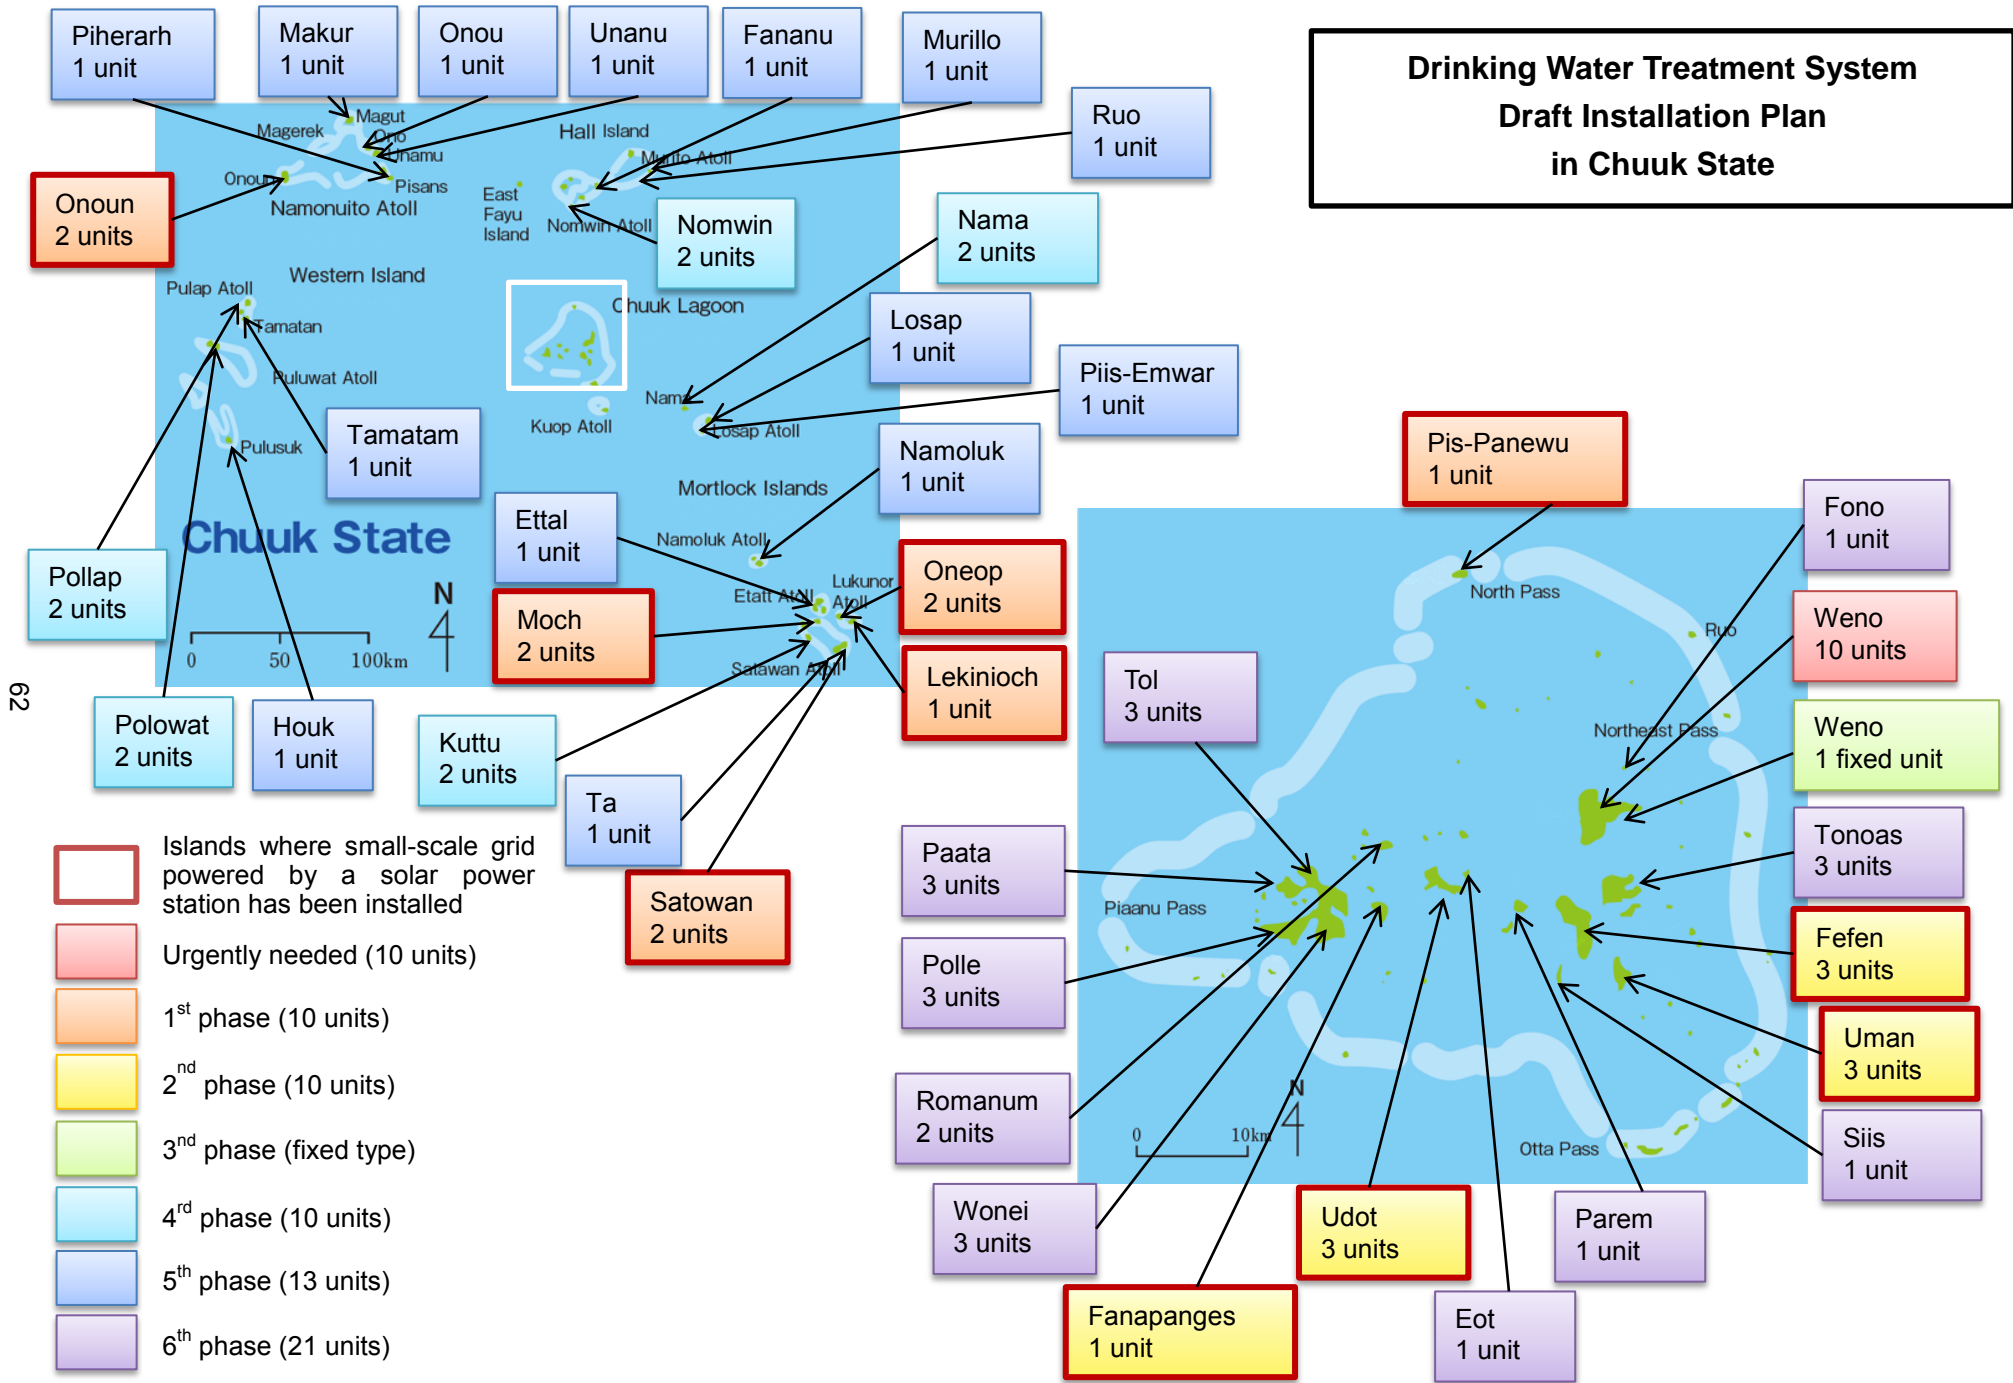 Drinking Water Treatment System
Draft Installation Plan
in Chuuk State
Piherarh
1 unit
Makur
1 unit
Onou
1 unit
Unanu
1 unit
Fananu
1 unit
Murillo
1 unit
Ruo
1 unit
Onoun
2 units
Nomwin
2 units
Nama
2 units
Losap
1 unit
Piis-Emwar
1 unit
Tamatam
1 unit
Namoluk
1 unit
Ettal
1 unit
Moch
2 units
Oneop
2 units
Lekinioch
1 unit
Pollap
2 units
Polowat
2 units
Houk
1 unit
Kuttu
2 units
Ta
1 unit
Satowan
2 units
Magut
Magerek
Ono
Unamu
Onoun
Pisans
Namonuito Atoll
Hall Island
Murito Atoll
East
Fayu
Island
Nomwin Atoll
Western Island
Pulap Atoll
Tamatan
Puluwat Atoll
Pulusuk
Chuuk Lagoon
Kuop Atoll
Nama
Losap Atoll
Mortlock Islands
Namoluk Atoll
Etatt Atoll
Lukunor
Atoll
Satawan Atoll
Chuuk State
N
0 50 100km
62
Islands where small-scale grid
powered by a solar power
station has been installed
Urgently needed (10 units)
1st phase (10 units)
2nd phase (10 units)
3nd phase (fixed type)
4rd phase (10 units)
5th phase (13 units)
6th phase (21 units)
Pis-Panewu
1 unit
Fono
1 unit
Weno
10 units
Weno
1 fixed unit
Tonoas
3 units
Fefen
3 units
Uman
3 units
Siis
1 unit
Tol
3 units
Paata
3 units
Polle
3 units
Romanum
2 units
Wonei
3 units
Fanapanges
1 unit
Udot
3 units
Eot
1 unit
Parem
1 unit
North Pass
Ruo
Northeast Pass
Piaanu Pass
Otta Pass
N
0 10km